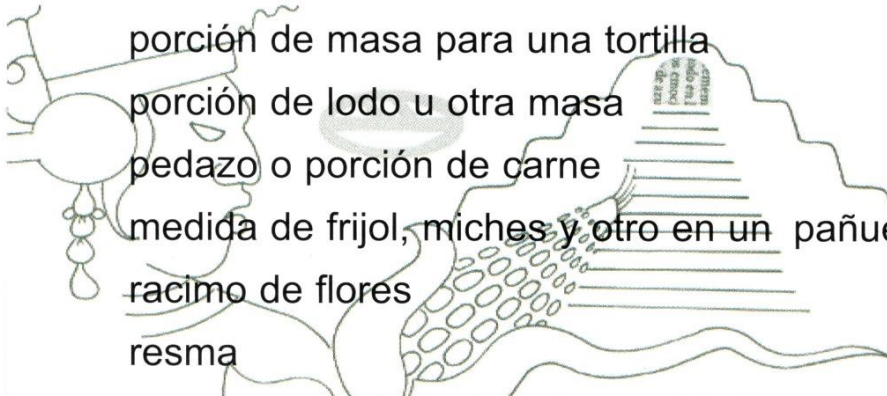 porción de masa para una tortilla
porción de lodo u otra masa
pedazo o porción de carne
medida de frijol, miches y otro en un pañue
racimo de flores
resma